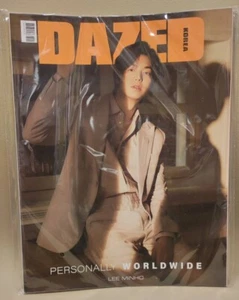 DAZED
KOREA
PERSONALLY WORLDWIDE
LEE MINHO